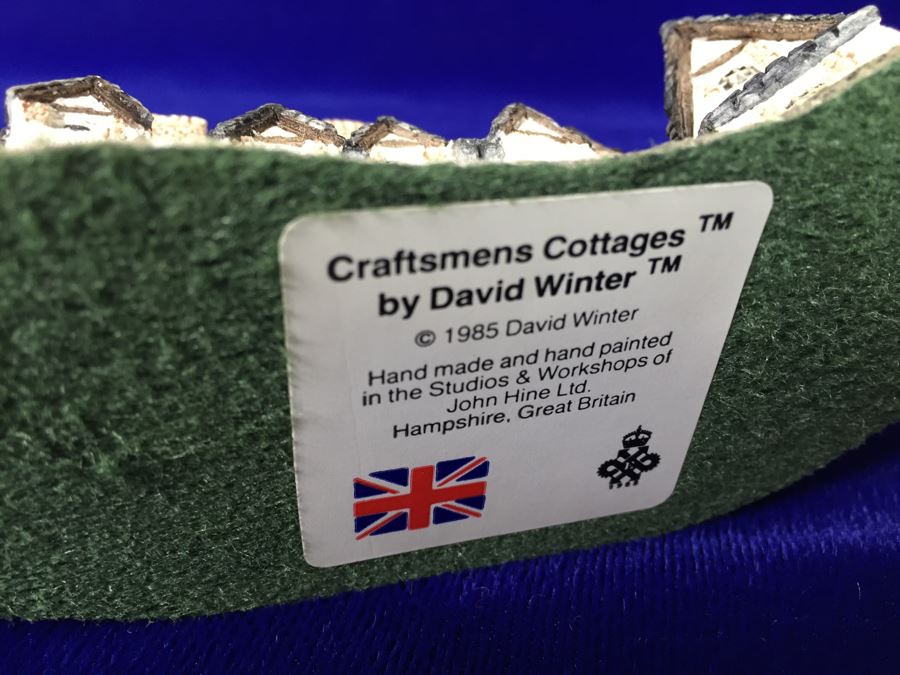 Craftsmens Cottages ™
by David Winter ™
© 1985 David Winter
Hand made and hand painted
in the Studios & Workshops of
John Hine Ltd.
Hampshire, Great Britain